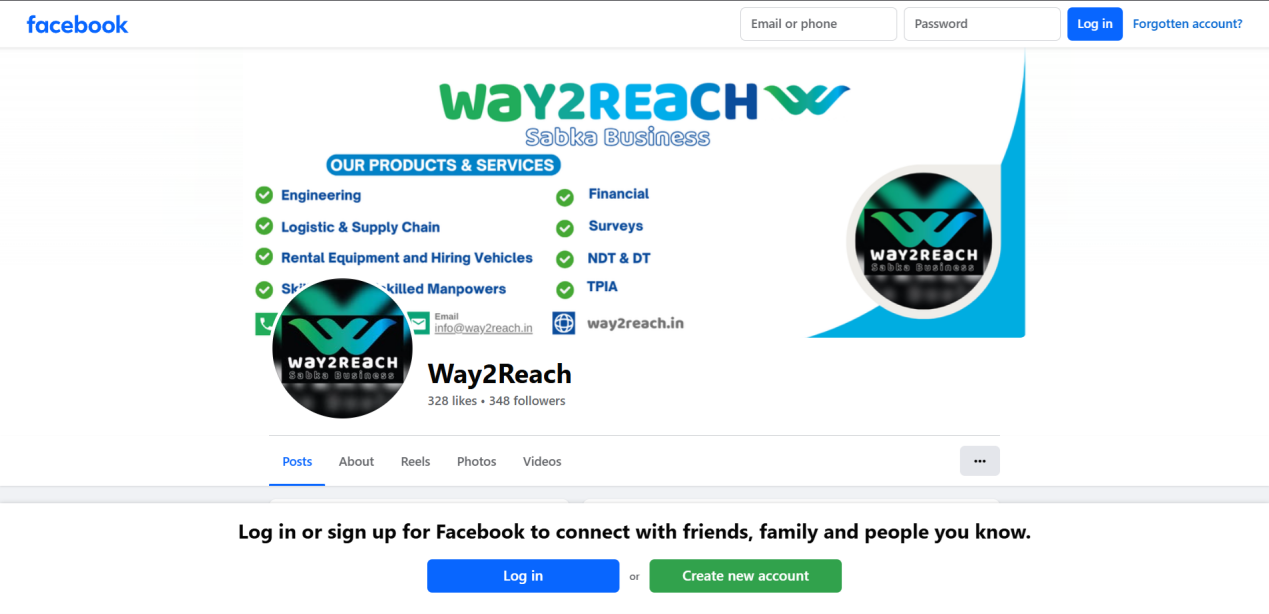 facebook
Email or phone
Password
Log in
Forgotten account?
WaY2REaCH
Sabka Business
OUR PRODUCTS & SERVICES
Engineering
Financial
Logistic & Supply Chain
Surveys
Rental Equipment and Hiring Vehicles
NDT & DT
killed Manpowers
TPIA
Email
info@way2reach.in
way2reach.in
WaY2REACH
Sabka Business
WaY2REACH
Sabka Business
Way2Reach
328 likes • 348 followers
Posts
About
Reels
Photos
Videos
Log in or sign up for Facebook to connect with friends, family and people you know.
Log in
or
Create new account